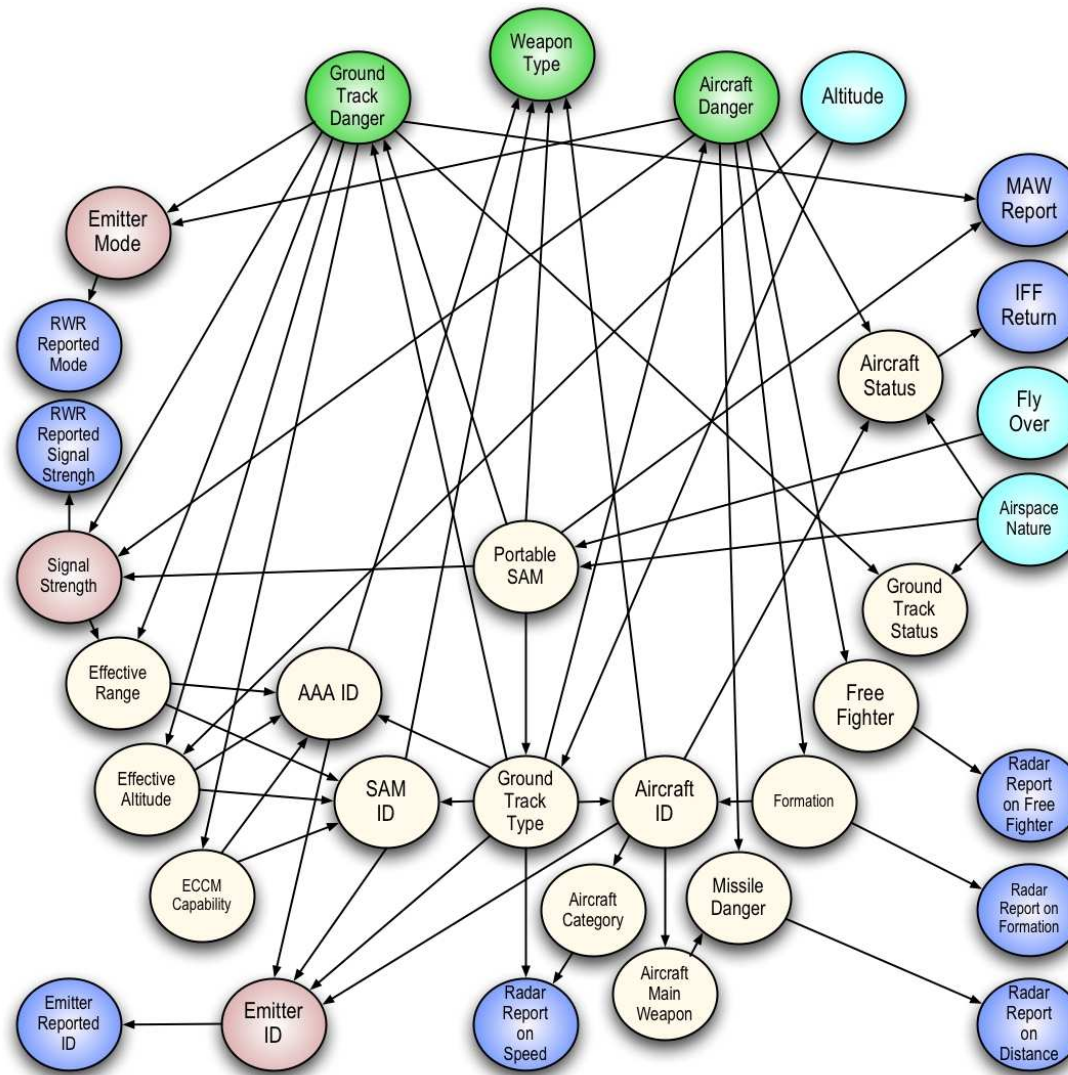 Weapon
Type
Ground
Track
Danger
Aircraft
Danger
Altitude
MAW
Report
Emitter
Mode
IFF
Return
RWR
Reported
Mode
Aircraft
Status
Fly
Over
RWR
Reported
Signal
Strengh
Airspace
Nature
Signal
Strength
Portable
SAM
Ground
Track
Status
Effective
Range
AAA ID
Free
Fighter
Effective
Altitude
SAM
ID
Ground
Track
Type
Aircraft
ID
Formation
Radar
Report
on Free
Fighter
ECCM
Capability
Aircraft
Category
Missile
Danger
Radar
Report on
Formation
Aircraft
Main
Weapon
Emitter
Reported
ID
Emitter
ID
Radar
Report
on
Speed
Radar
Report
on
Distance